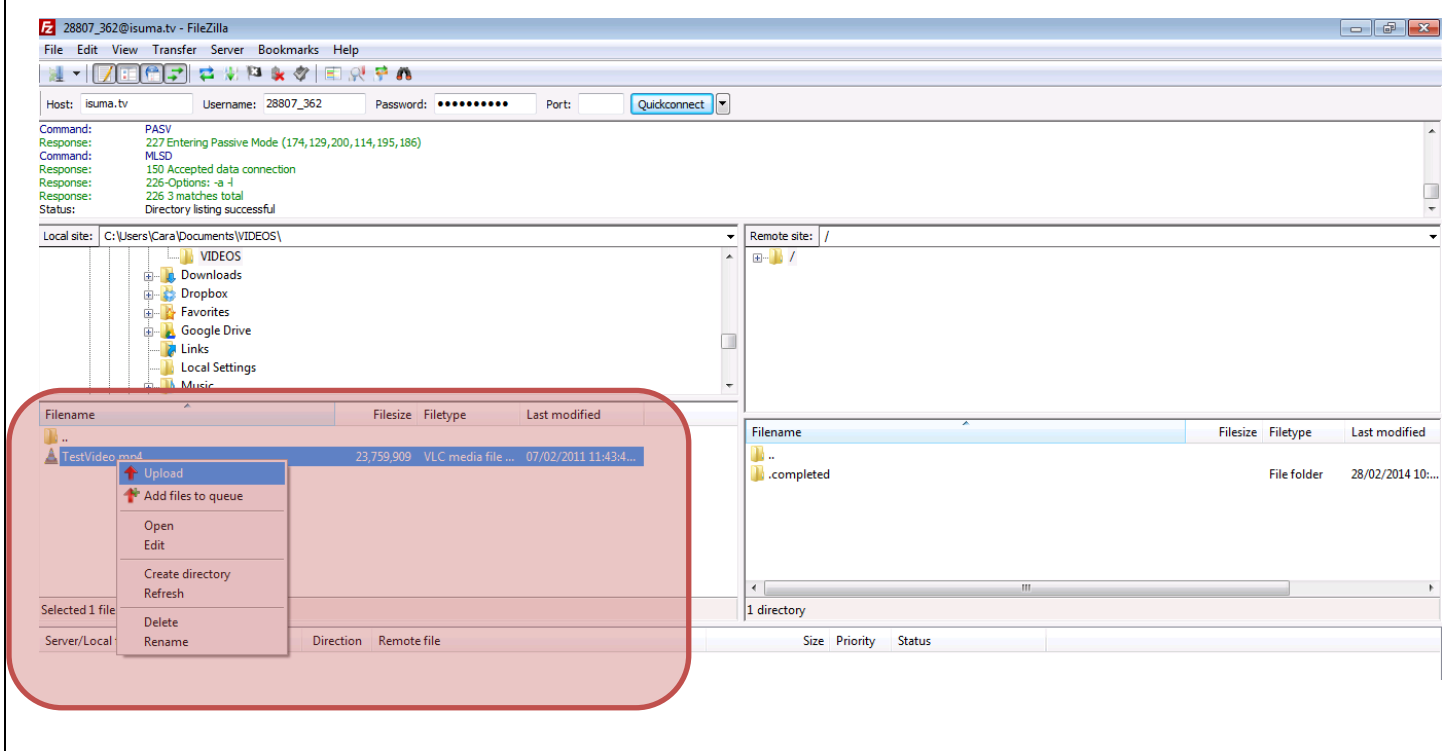 28807_362@isuma.tv - FileZilla
File Edit View Transfer Server Bookmarks Help
Host: isuma.tv Username: 28807_362 Password: ●●●●●●●●●● Port: Quickconnect
Command: PASV
Response: 227 Entering Passive Mode (174,129,200,114,195,186)
Command: MLSD
Response: 150 Accepted data connection
Response: 226-Options: -a -l
Response: 226 3 matches total
Status: Directory listing successful
Local site: C:\Users\Cara\Documents\VIDEOS\
VIDEOS
Downloads
Dropbox
Favorites
Google Drive
Links
Local Settings
Music
Filename Filesize Filetype Last modified
..
TestVideo.mp4 23,759,909 VLC media file ... 07/02/2011 11:43:4...
Upload
Add files to queue
Open
Edit
Create directory
Refresh
Delete
Rename
Selected 1 file
Remote site: /
/
Filename Filesize Filetype Last modified
..
.completed File folder 28/02/2014 10:...
1 directory
Server/Local Direction Remote file Size Priority Status